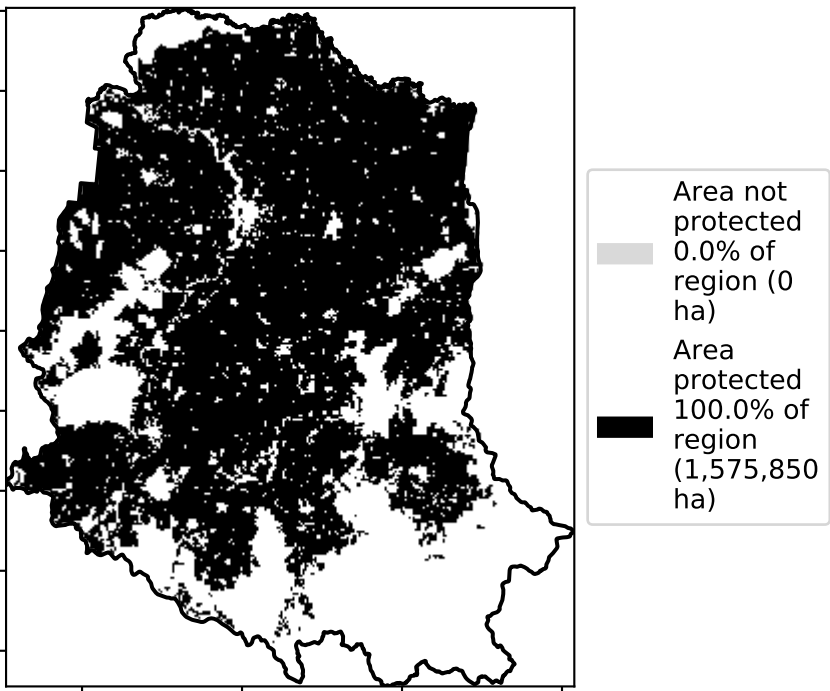 Area not
protected
0.0% of
region (0
ha)
Area
protected
100.0% of
region
(1,575,850
ha)